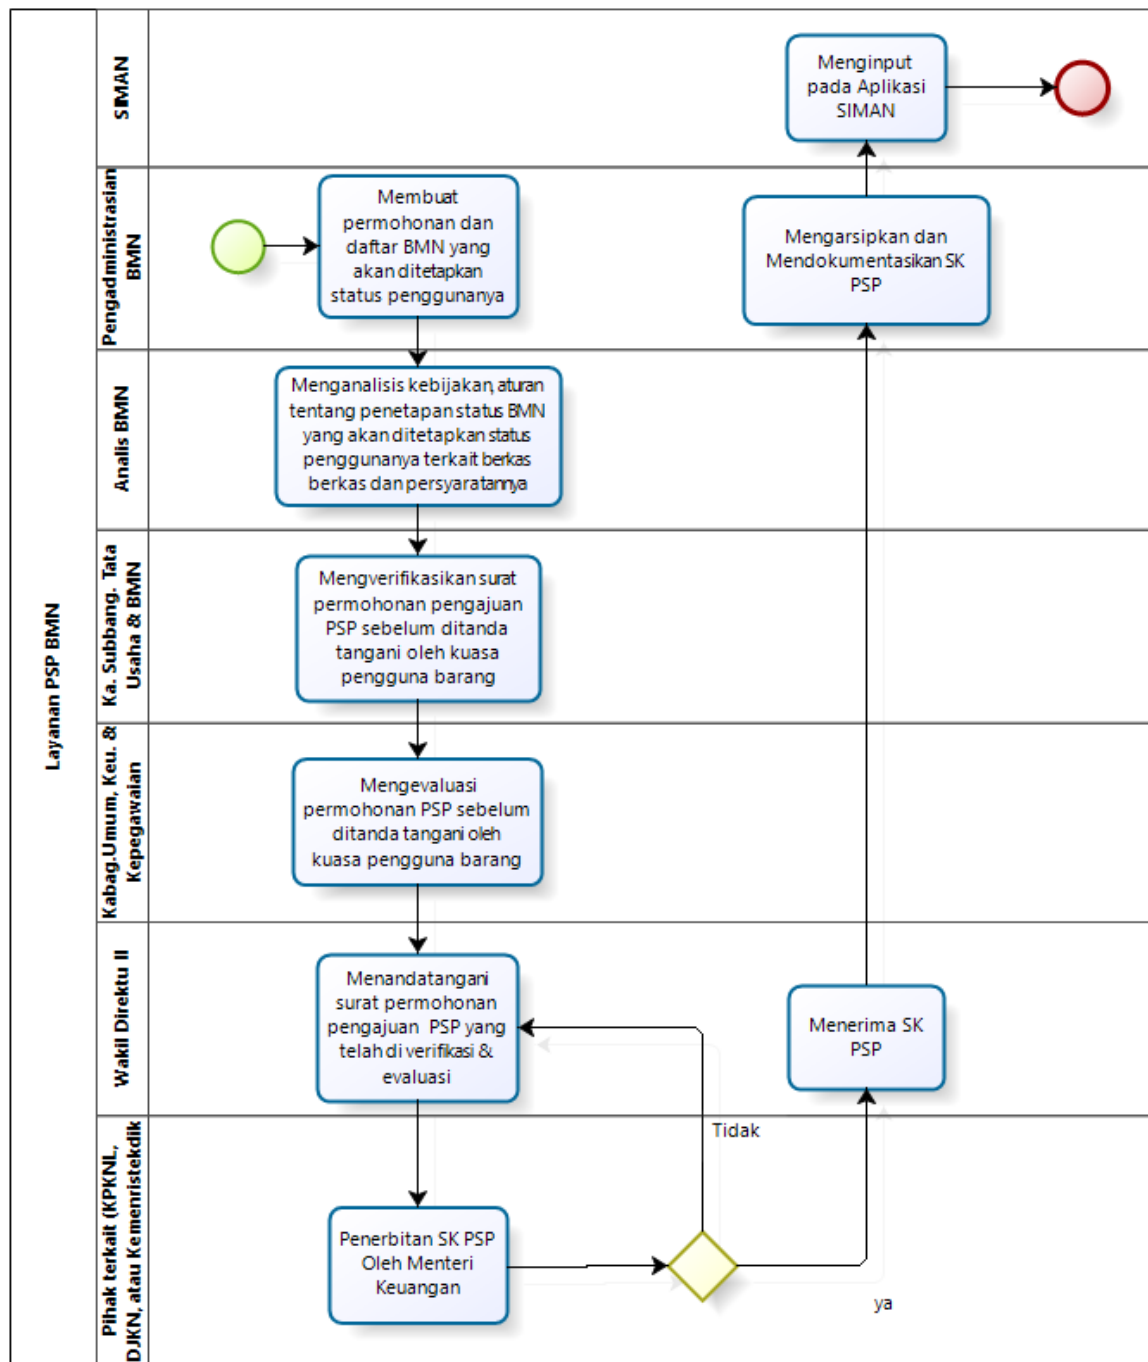 Layanan PSP BMN
SIMAN
Menginput
pada Aplikasi
SIMAN
Pengadministrasian
BMN
Membuat
permohonan dan
daftar BMN yang
akan ditetapkan
status penggunanya
Mengarsipkan dan
Mendokumentasikan SK
PSP
Analis BMN
Menganalisis kebijakan, aturan
tentang penetapan status BMN
yang akan ditetapkan status
penggunanya terkait berkas
berkas dan persyaratannya
Ka. Subbang. Tata
Usaha & BMN
Mengverifikasikan surat
permohonan pengajuan
PSP sebelum ditanda
tangani oleh kuasa
pengguna barang
Kabag.Umum, Keu. &
Kepegawaian
Mengevaluasi
permohonan PSP sebelum
ditanda tangani oleh
kuasa pengguna barang
Wakil Direktu II
Menandatangani
surat permohonan
pengajuan PSP yang
telah di verifikasi &
evaluasi
Menerima SK
PSP
Pihak terkait (KPKNL,
DJKN, atau Kemenristekdik
Penerbitan SK PSP
Oleh Menteri
Keuangan
Tidak
ya